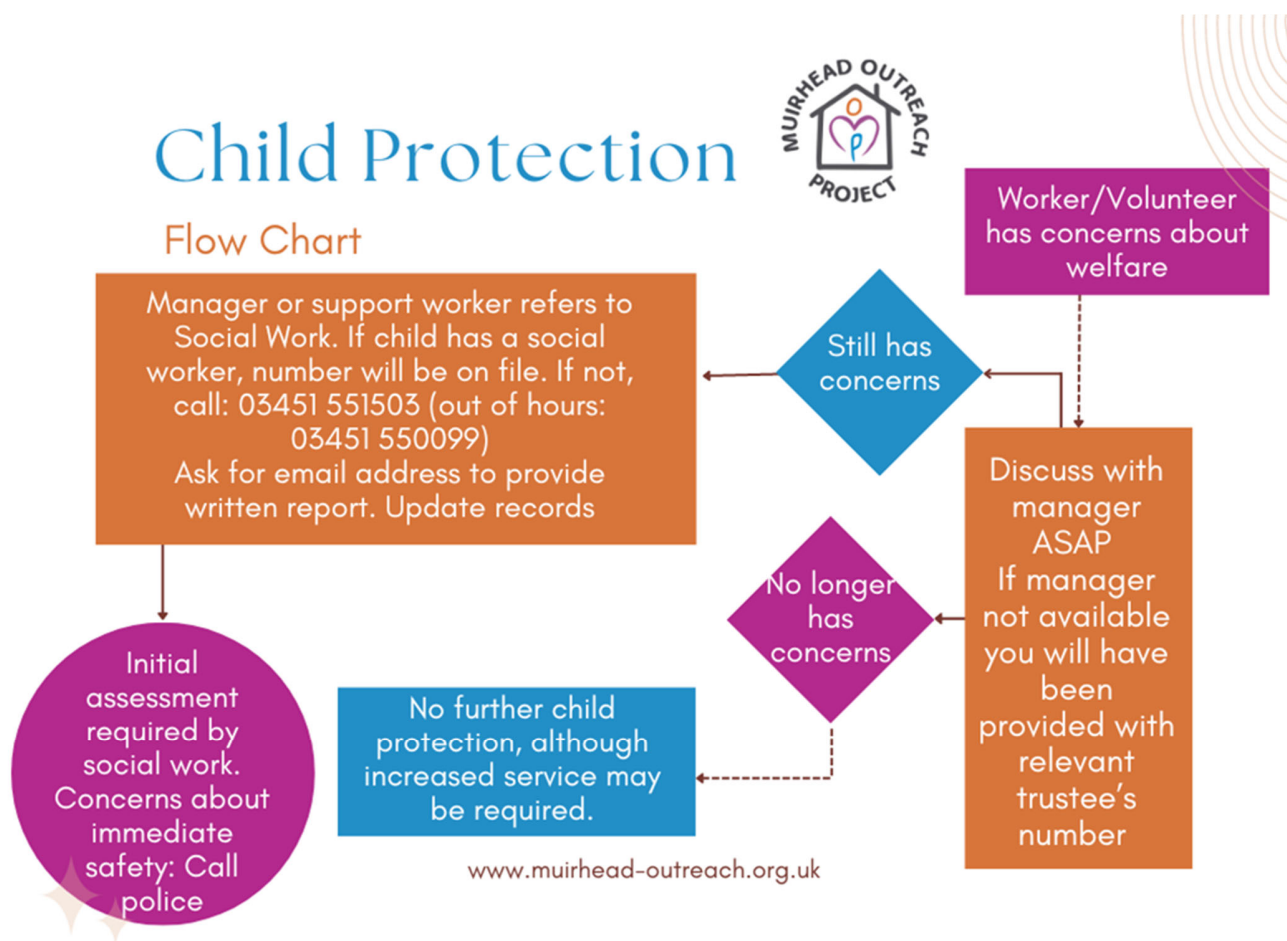 Child Protection
MUIRHEAD OUTREACH
PROJECT
O
P
Flow Chart
Worker/Volunteer
has concerns about
welfare
Discuss with
manager
ASAP
If manager
not available
you will have
been
provided with
relevant
trustee's
number
Still has
concerns
Manager or support worker refers to
Social Work. If child has a social
worker, number will be on file. If not,
call: 03451 551503 (out of hours:
03451 550099)
Ask for email address to provide
written report. Update records
Initial
assessment
required by
social work.
Concerns about
immediate
safety: Call
police
No longer
has
concerns
No further child
protection, although
increased service may
be required.
www.muirhead-outreach.org.uk